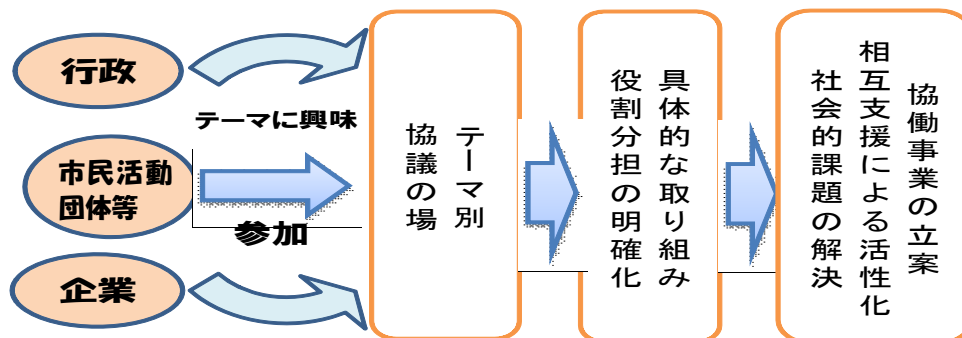 行政
市民活動
団体等
企業
テーマに興味
参加
テーマ別
協議の場
具体的な取り組み
役割分担の明確化
協働事業の立案
相互支援による活性化
社会的課題の解決